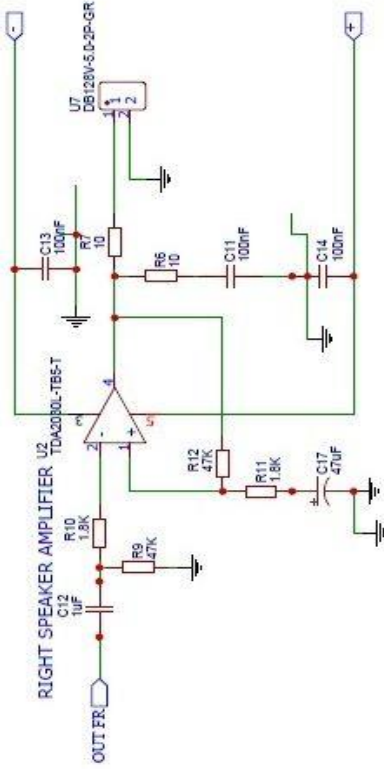 RIGHT SPEAKER AMPLIFIER
U2
TDA2030L-TB5-T
OUT FR
C12
1uF
R10
1.8K
R9
47K
2
-
1
+
3
4
5
R12
47K
R11
1.8K
C17
+
47uF
C13
100nF
R7
10
R6
10
C11
100nF
C14
100nF
U7
DB128V-5.0-2P-GR
1
1
2
2
-
+